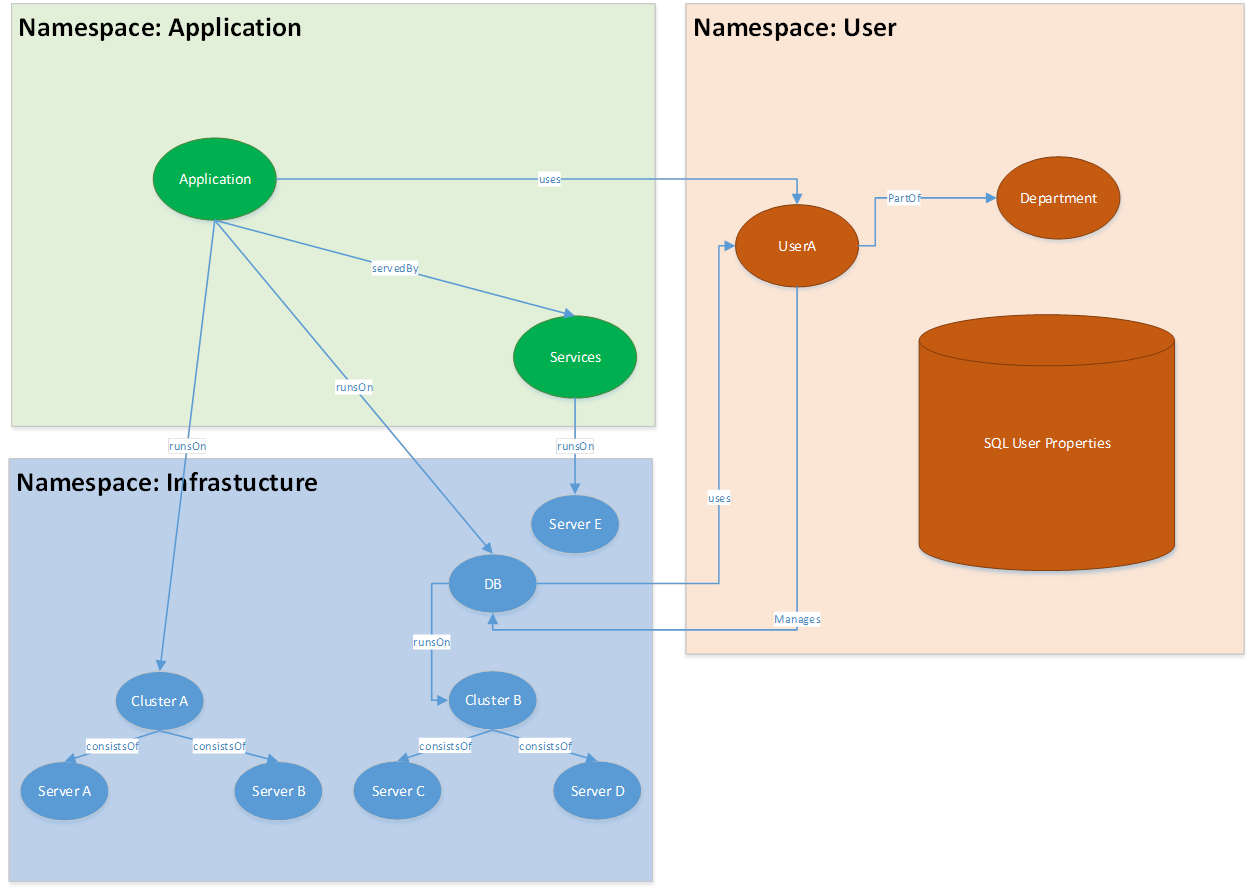 Namespace: Application
Namespace: User
Application
uses
PartOf
Department
UserA
servedBy
Services
runsOn
SQL User Properties
runsOn
runsOn
Namespace: Infrastucture
uses
Server E
DB
Manages
runsOn
Cluster A
Cluster B
consistsOf
consistsOf
consistsOf
consistsOf
Server A
Server B
Server C
Server D